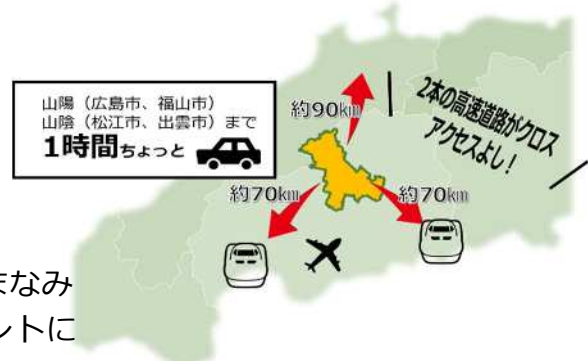 山陽（広島市、福山市）
山陰（松江市、出雲市）まで
1時間ちょっと
約90km
2本の高速道路がクロス
アクセスよし！
約70km
約70km
まなみ
ントに